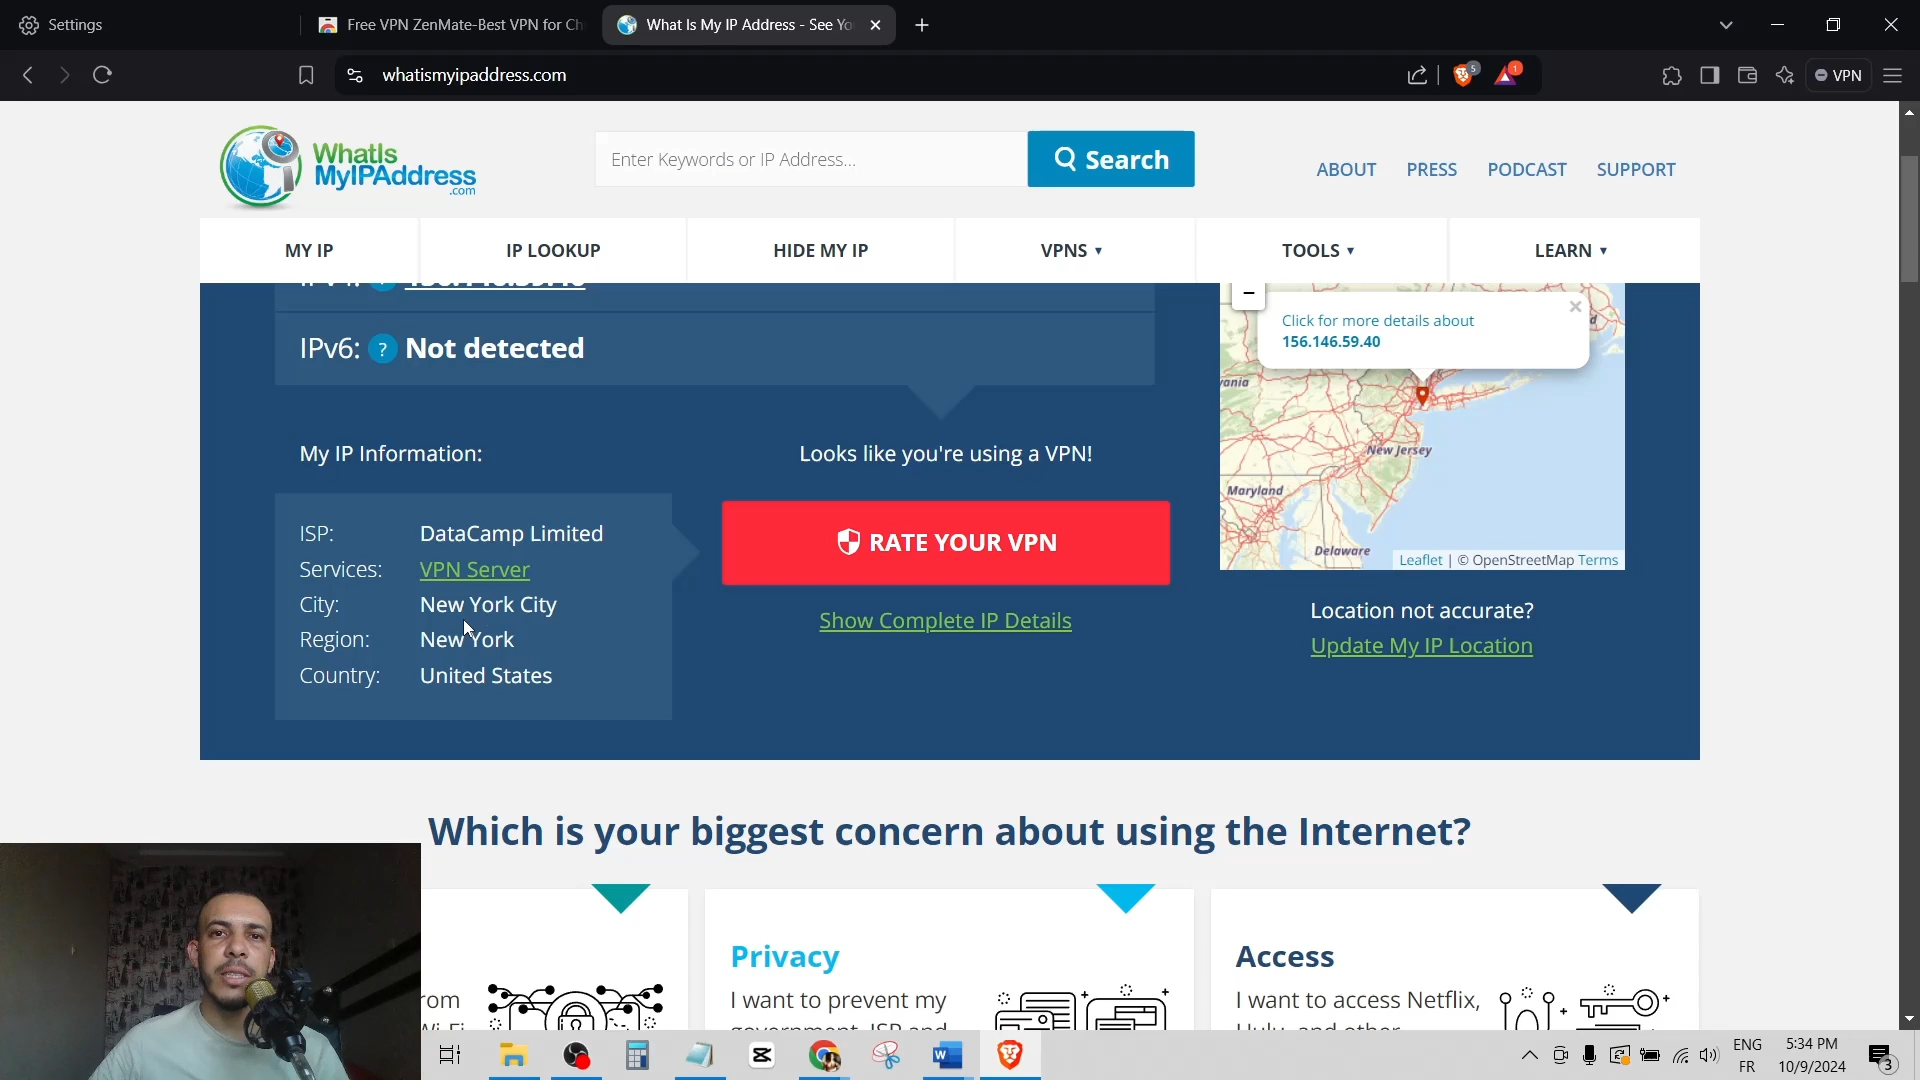 Settings
Free VPN ZenMate-Best VPN for Ch
What Is My IP Address - See Yo
whatismyipaddress.com
5
1
VPN
WhatIs
MyIPAddress
.com
Enter Keywords or IP Address...
Search
ABOUT
PRESS
PODCAST
SUPPORT
MY IP
IP LOOKUP
HIDE MY IP
VPNS
TOOLS
LEARN
IPv6: ? Not detected
Click for more details about
156.146.59.40
New Jersey
Maryland
Delaware
Leaflet | © OpenStreetMap Terms
My IP Information:
Looks like you're using a VPN!
ISP: DataCamp Limited
Services: VPN Server
City: New York City
Region: New York
Country: United States
RATE YOUR VPN
Show Complete IP Details
Location not accurate?
Update My IP Location
Which is your biggest concern about using the Internet?
Privacy
I want to prevent my
Access
I want to access Netflix,
ENG
FR
5:34 PM
10/9/2024
3